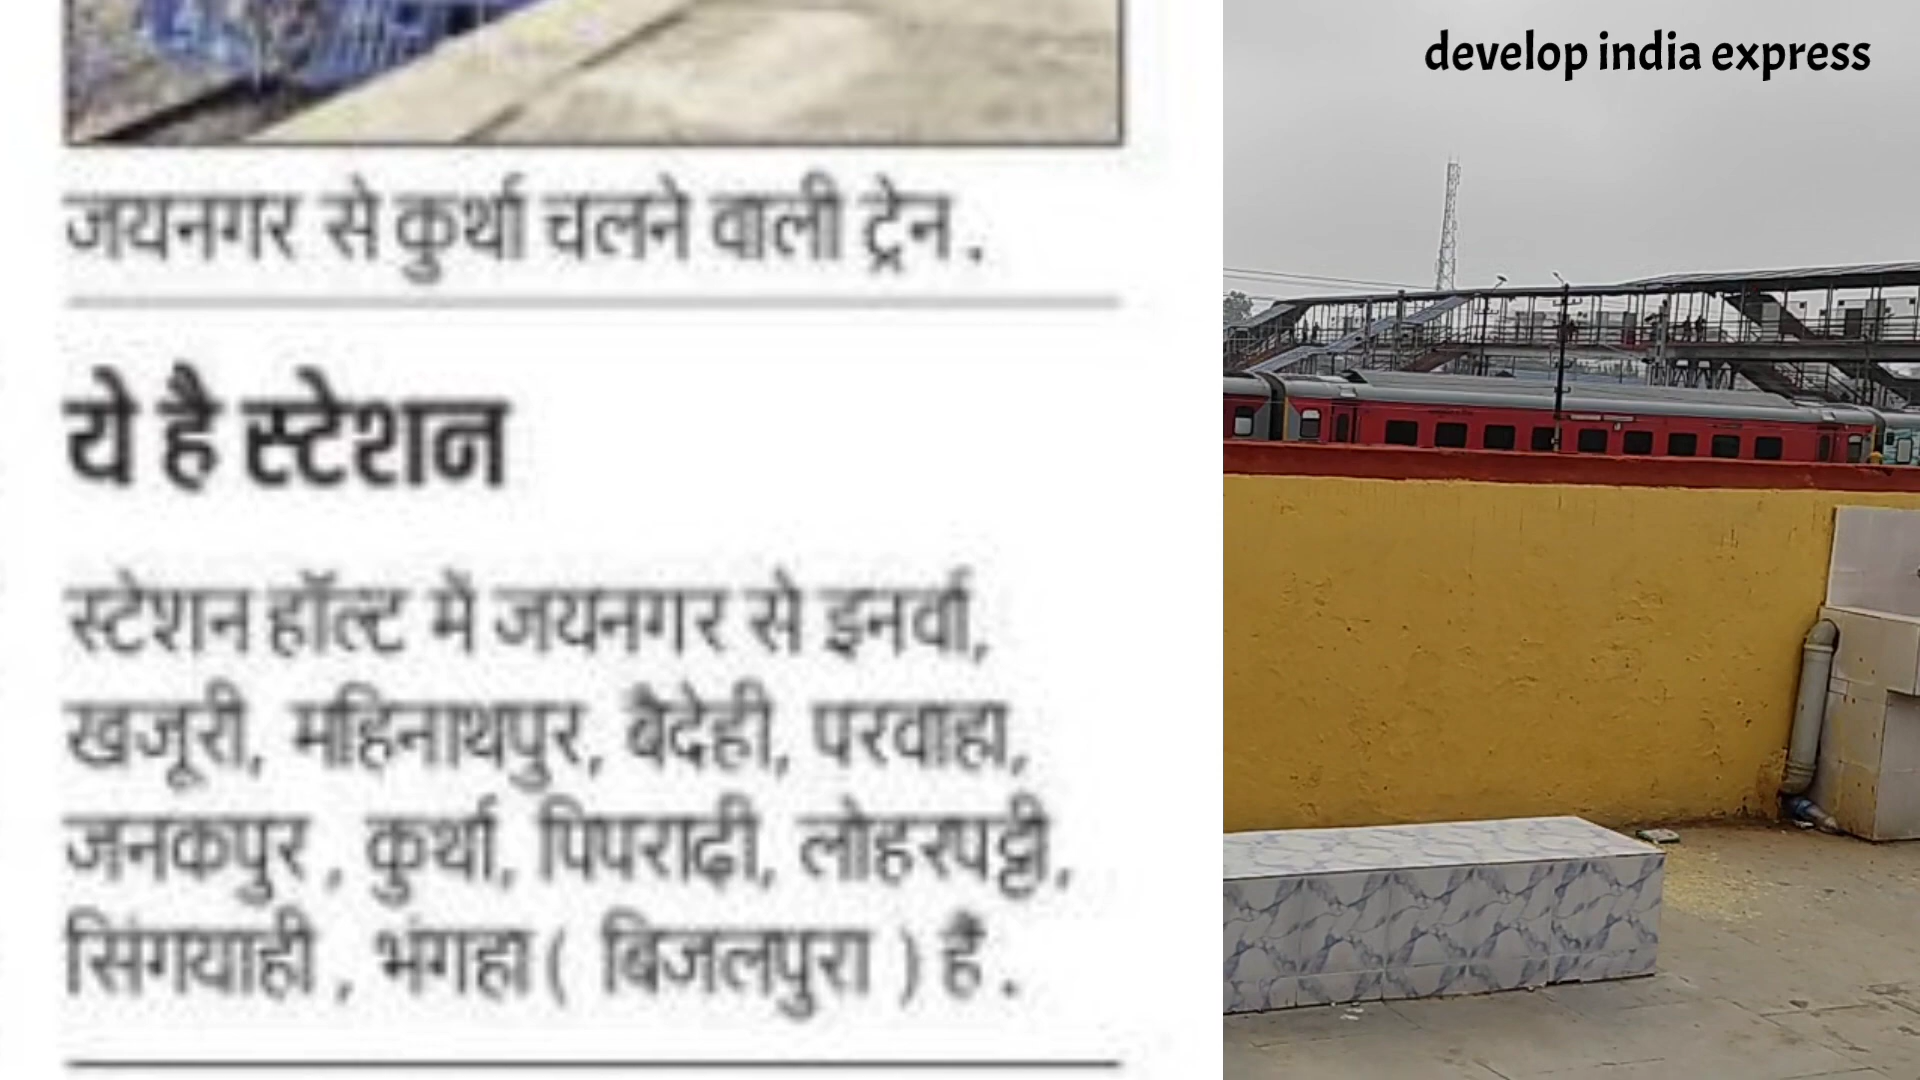 जयनगर से कुर्था चलने वाली ट्रेन .
ये है स्टेशन
स्टेशन हॉल्ट में जयनगर से इनर्वा,
खजूरी, महिनाथपुर, बैदेही, परवाहा,
जनकपुर , कुर्था, पिपराढ़ी, लोहरपट्टी,
सिंगयाही , भंगहा ( बिजलपुरा ) हैं .
develop india express